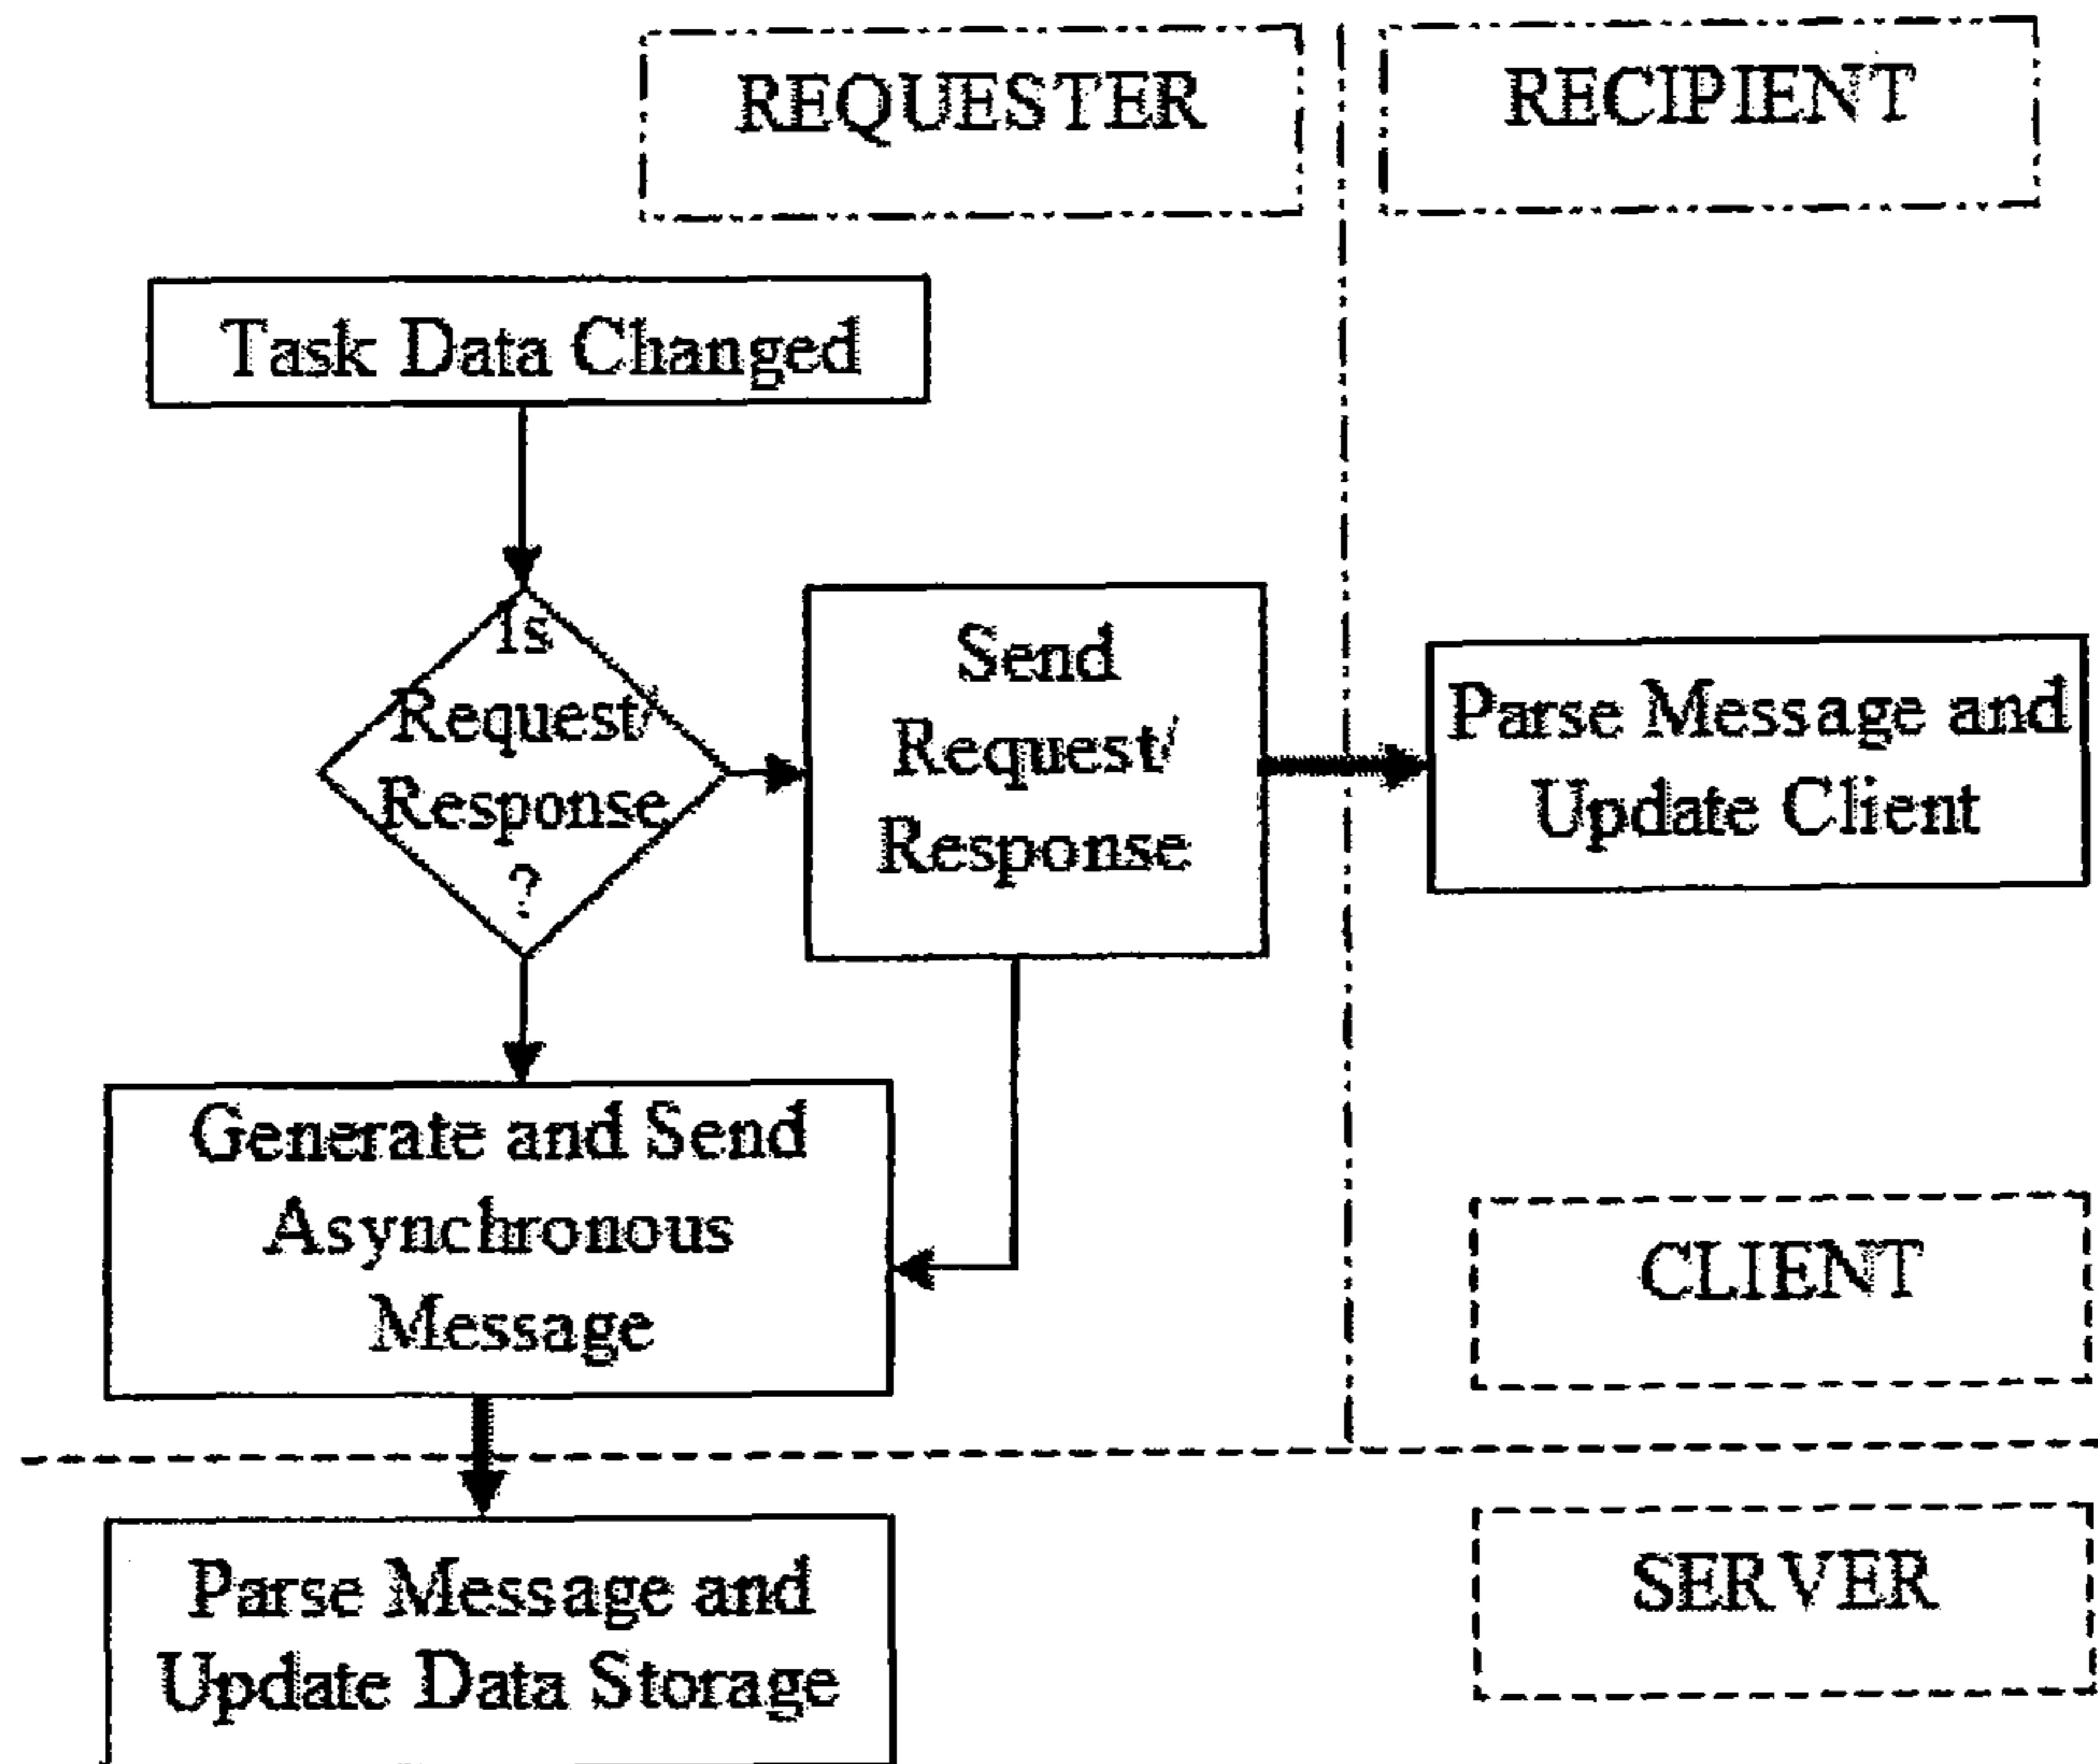 REQUESTER
RECIPIENT
Task Data Changed
Is
Request/
Response
?
Send
Request/
Response
Parse Message and
Update Client
Generate and Send
Asynchronous
Message
CLIENT
SERVER
Parse Message and
Update Data Storage